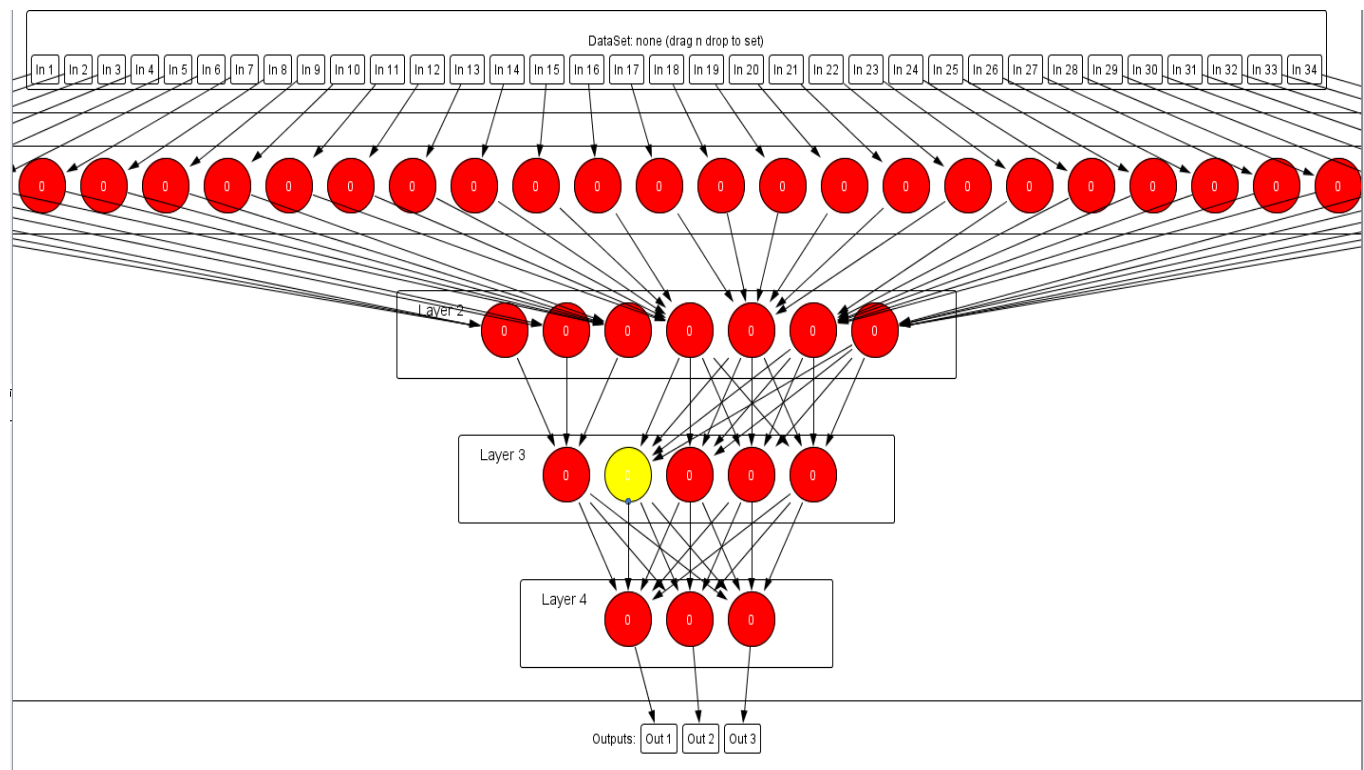 DataSet: none (drag n drop to set)
In 1 In 2 In 3 In 4 In 5 In 6 In 7 In 8 In 9 In 10 In 11 In 12 In 13 In 14 In 15 In 16 In 17 In 18 In 19 In 20 In 21 In 22 In 23 In 24 In 25 In 26 In 27 In 28 In 29 In 30 In 31 In 32 In 33 In 34
0 0 0 0 0 0 0 0 0 0 0 0 0 0 0 0 0 0 0 0 0 0
Layer 2
0 0 0 0 0 0 0
Layer 3
0 0 0 0 0
Layer 4
0 0 0
Outputs: Out 1 Out 2 Out 3